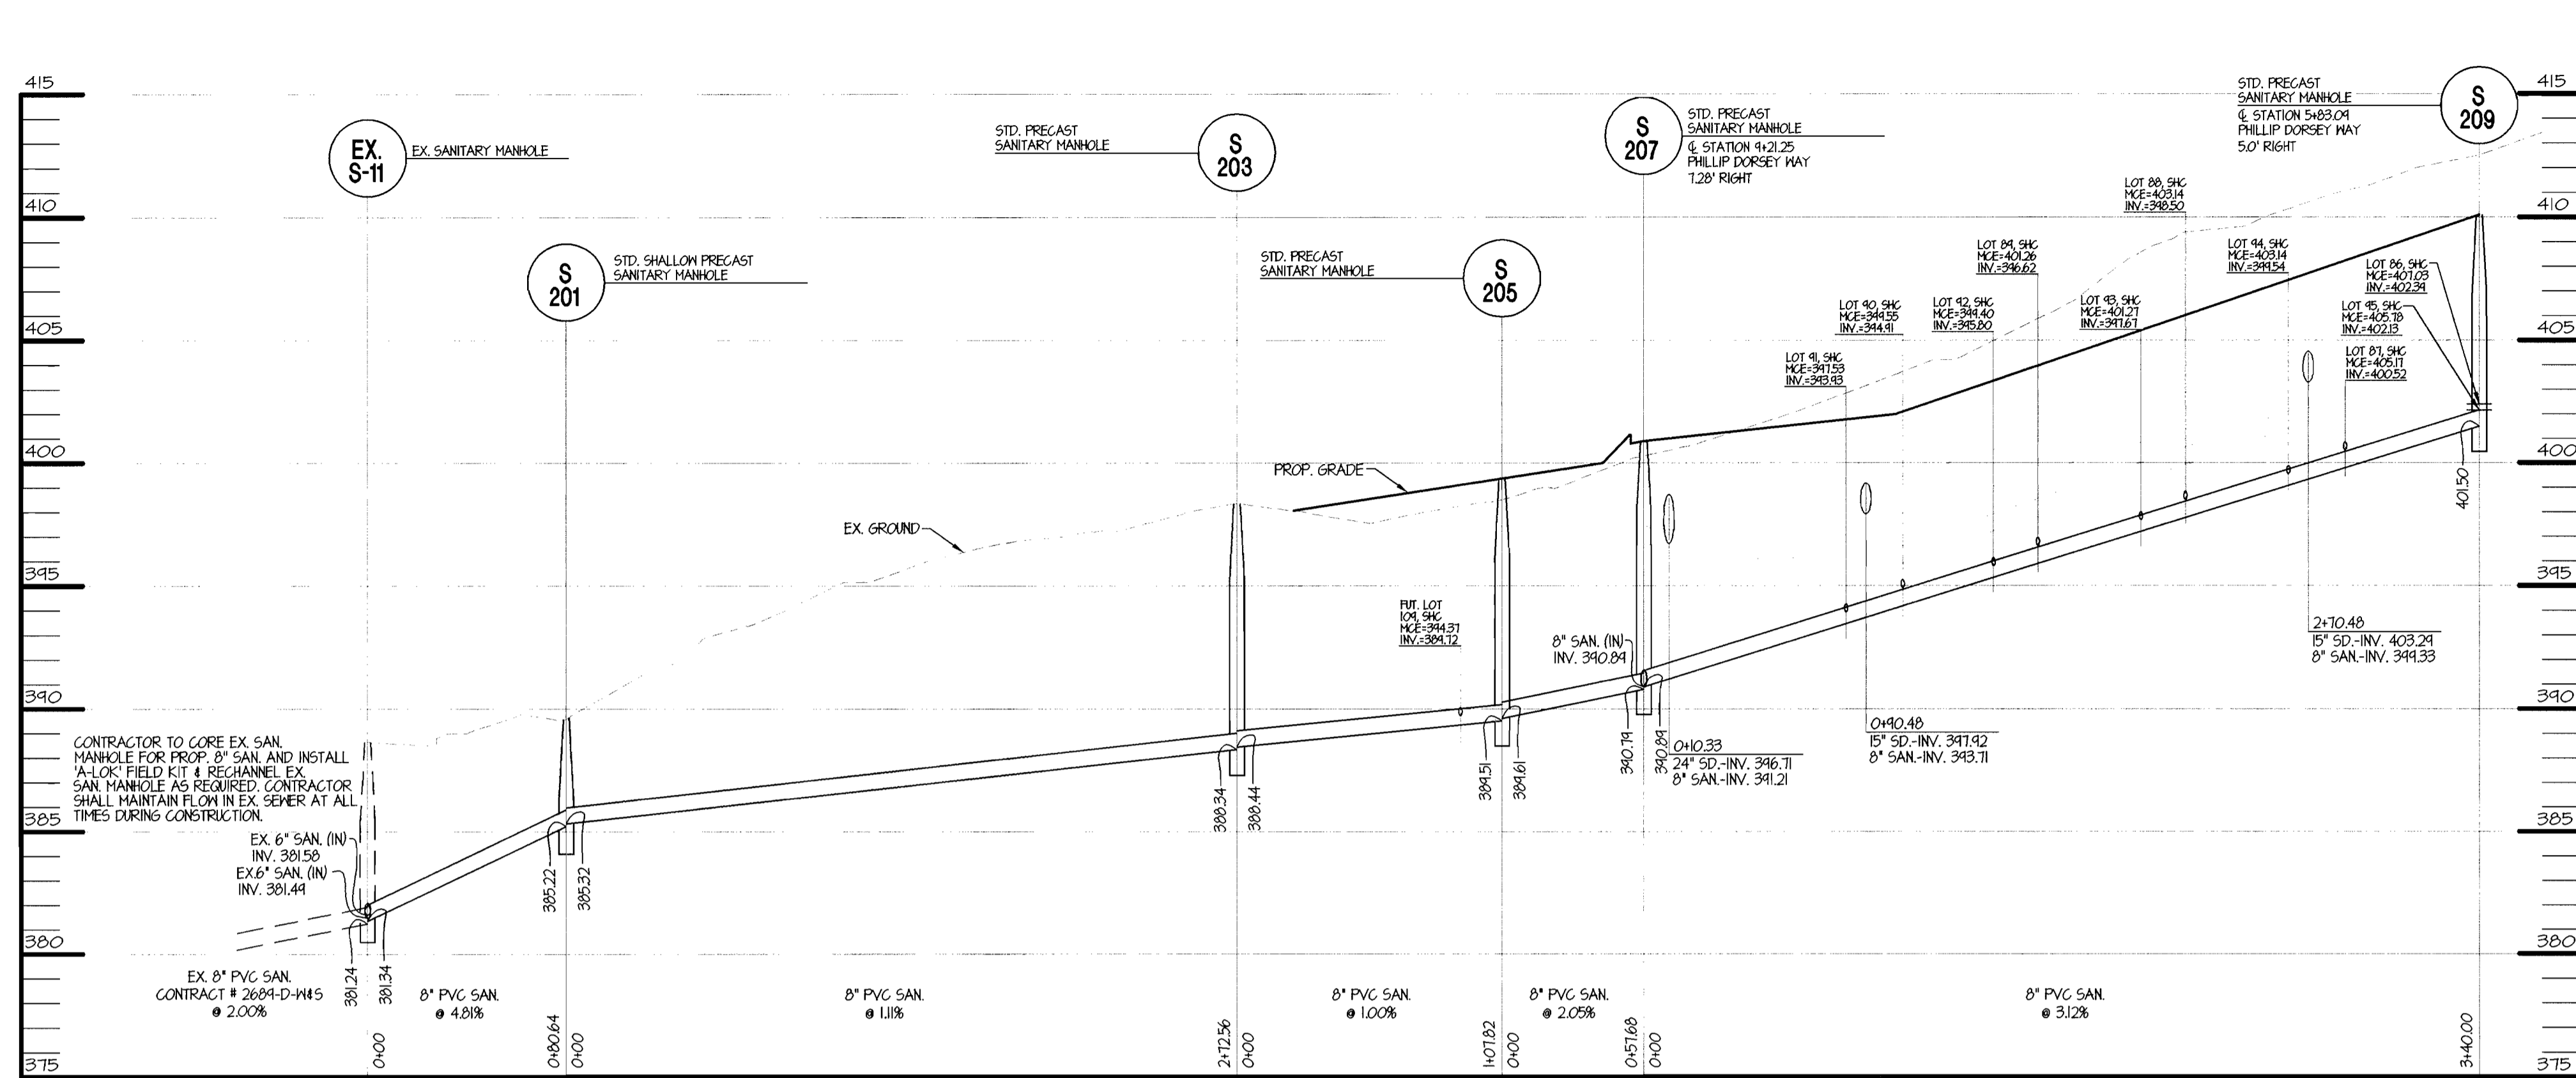 415
410
405
400
395
390
385
380
375
EX.
S-11
EX. SANITARY MANHOLE
S
201
STD. SHALLOW PRECAST
SANITARY MANHOLE
STD. PRECAST
SANITARY MANHOLE
S
203
STD. PRECAST
SANITARY MANHOLE
S
205
S
207
STD. PRECAST
SANITARY MANHOLE
℄ STATION 9+21.25
PHILLIP DORSEY WAY
7.28' RIGHT
STD. PRECAST
SANITARY MANHOLE
℄ STATION 5+83.09
PHILLIP DORSEY WAY
5.0' RIGHT
S
209
415
410
405
400
395
390
385
380
375
LOT 88, SHC
MCE=403.14
INV.=398.50
LOT 89, SHC
MCE=401.26
INV.=396.62
LOT 94, SHC
MCE=403.14
INV.=399.54
LOT 86, SHC
MCE=407.03
INV.=402.39
LOT 90, SHC
MCE=399.55
INV.=394.91
LOT 92, SHC
MCE=399.40
INV.=395.80
LOT 93, SHC
MCE=401.27
INV.=397.67
LOT 95, SHC
MCE=405.78
INV.=402.13
LOT 91, SHC
MCE=397.53
INV.=393.93
LOT 87, SHC
MCE=405.17
INV.=400.52
PROP. GRADE
EX. GROUND
FUT. LOT
109, SHC
MCE=394.37
INV.=389.72
8" SAN. (IN)
INV. 390.89
401.50
2+70.48
15" SD.-INV. 403.29
8" SAN.-INV. 399.33
0+90.48
15" SD.-INV. 397.92
8" SAN.-INV. 393.71
0+10.33
24" SD.-INV. 396.71
8" SAN.-INV. 391.21
CONTRACTOR TO CORE EX. SAN.
MANHOLE FOR PROP. 8" SAN. AND INSTALL
'A-LOK' FIELD KIT & RECHANNEL EX.
SAN. MANHOLE AS REQUIRED. CONTRACTOR
SHALL MAINTAIN FLOW IN EX. SEWER AT ALL
TIMES DURING CONSTRUCTION.
EX. 6" SAN. (IN)
INV. 381.58
EX.6" SAN. (IN)
INV. 381.49
381.24
381.34
385.22
385.32
388.34
388.44
389.51
389.61
390.79
390.89
EX. 8" PVC SAN.
CONTRACT # 2689-D-W&S
@ 2.00%
8" PVC SAN.
@ 4.81%
8" PVC SAN.
@ 1.11%
8" PVC SAN.
@ 1.00%
8" PVC SAN.
@ 2.05%
8" PVC SAN.
@ 3.12%
0+00
0+80.64
0+00
2+72.56
0+00
1+07.82
0+00
0+57.68
0+00
3+40.00